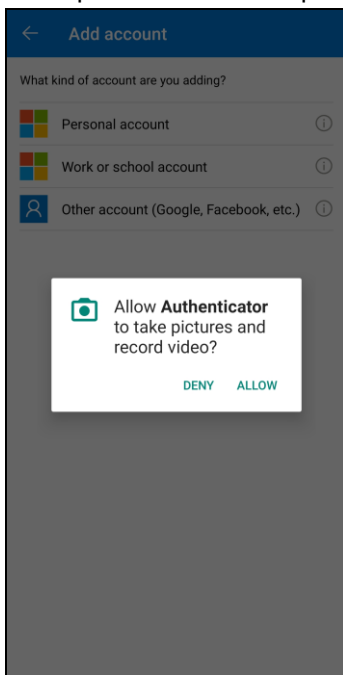 Add account
What kind of account are you adding?
Personal account
Work or school account
Other account (Google, Facebook, etc.)
Allow Authenticator
to take pictures and
record video?
DENY ALLOW